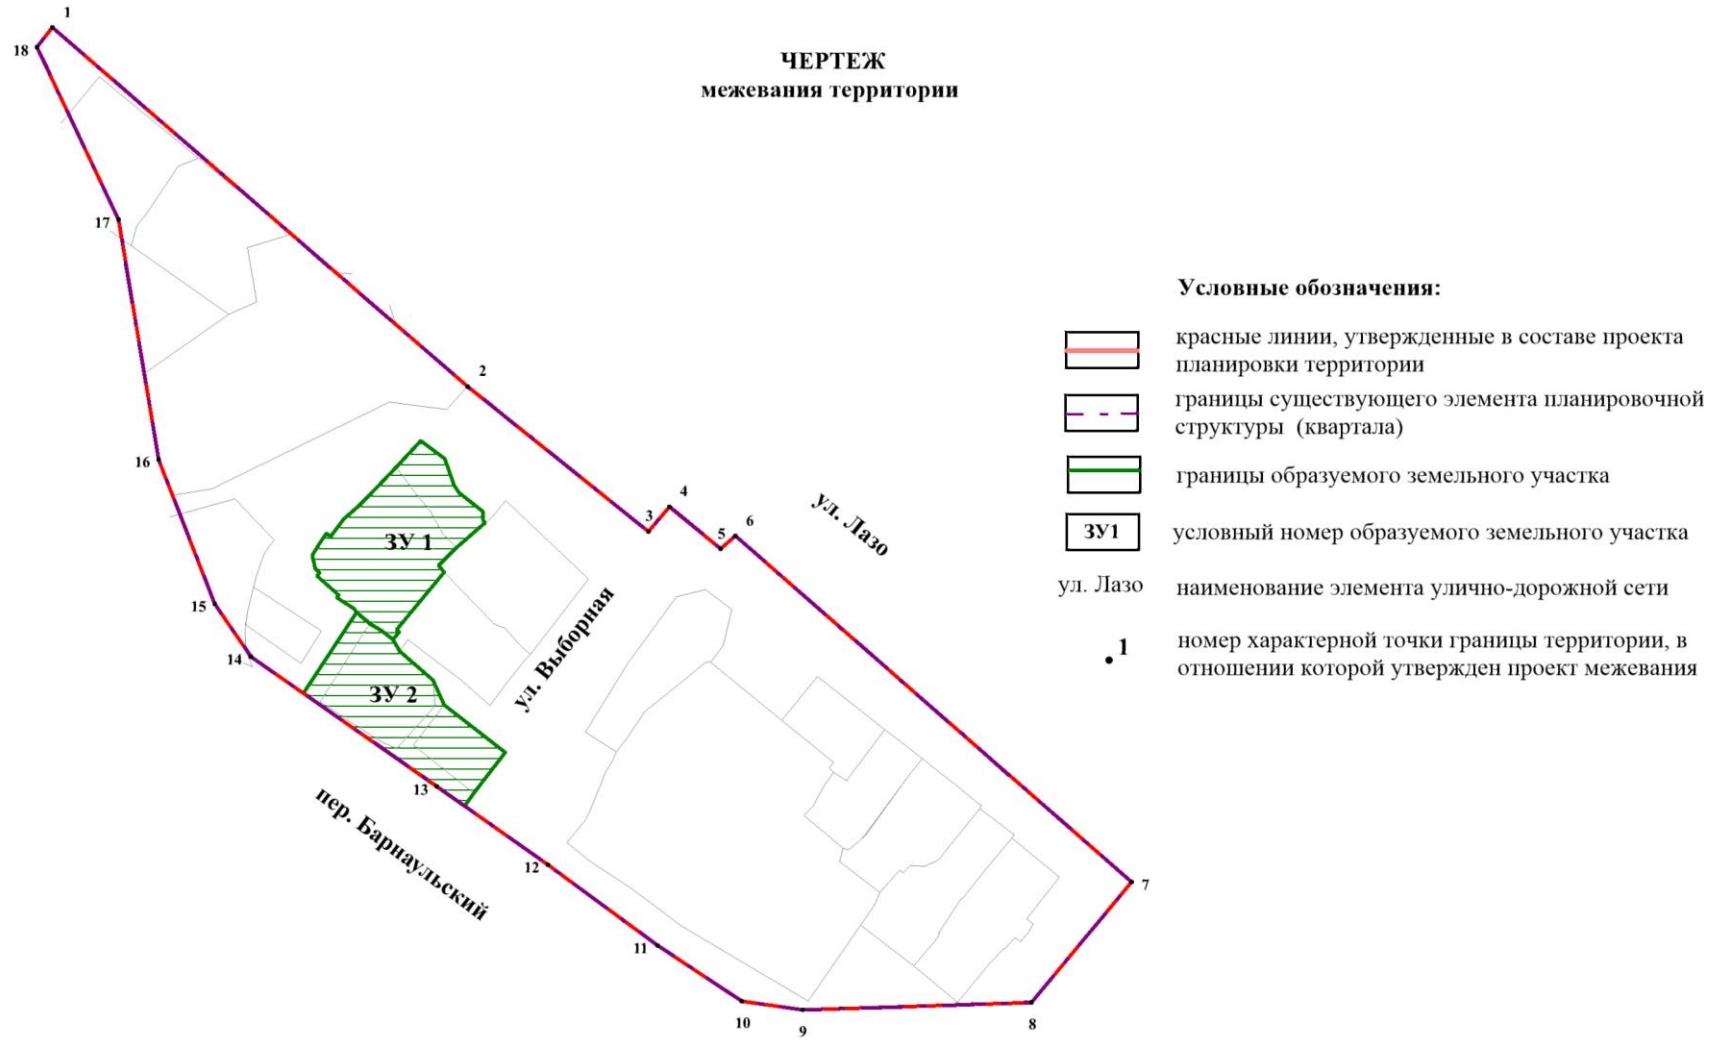 ЧЕРТЕЖ
межевания территории
1
18
17
2
16
3
4
5
6
ул. Лазо
ЗУ 1
15
14
ул. Выборная
ЗУ 2
13
пер. Барнаульский
12
11
7
10
9
8
Условные обозначения:
красные линии, утвержденные в составе проекта
планировки территории
границы существующего элемента планировочной
структуры (квартала)
границы образуемого земельного участка
ЗУ1 условный номер образуемого земельного участка
ул. Лазо наименование элемента улично-дорожной сети
1 номер характерной точки границы территории, в
отношении которой утвержден проект межевания